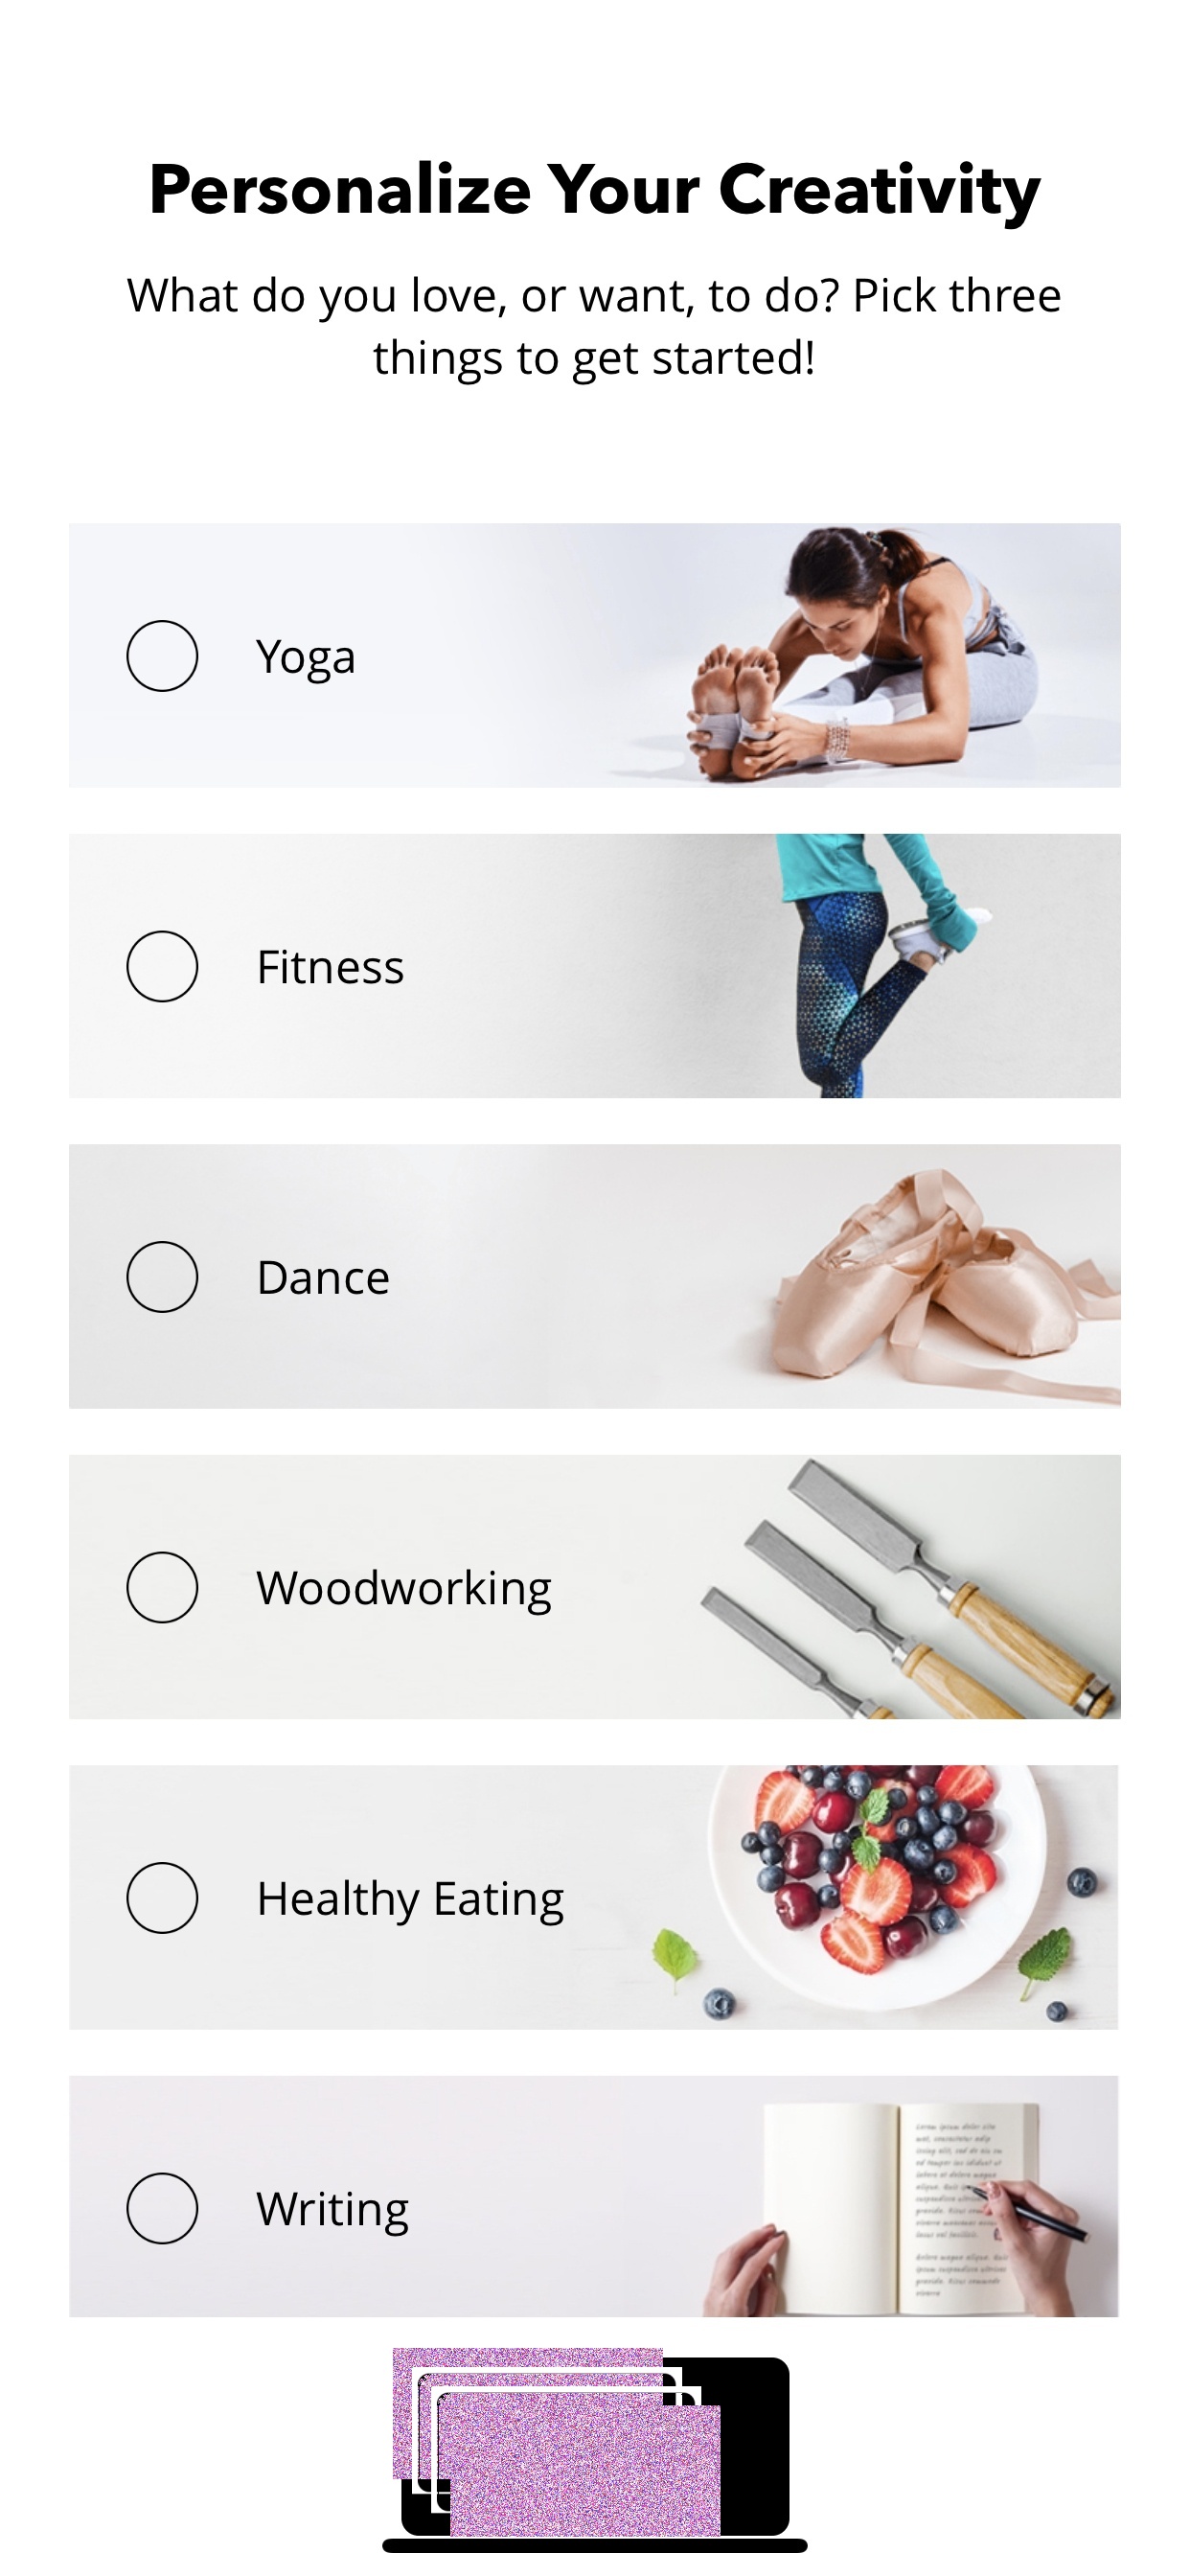 Personalize Your Creativity
What do you love, or want, to do? Pick three
things to get started!
Yoga
Fitness
Dance
Woodworking
Healthy Eating
Writing